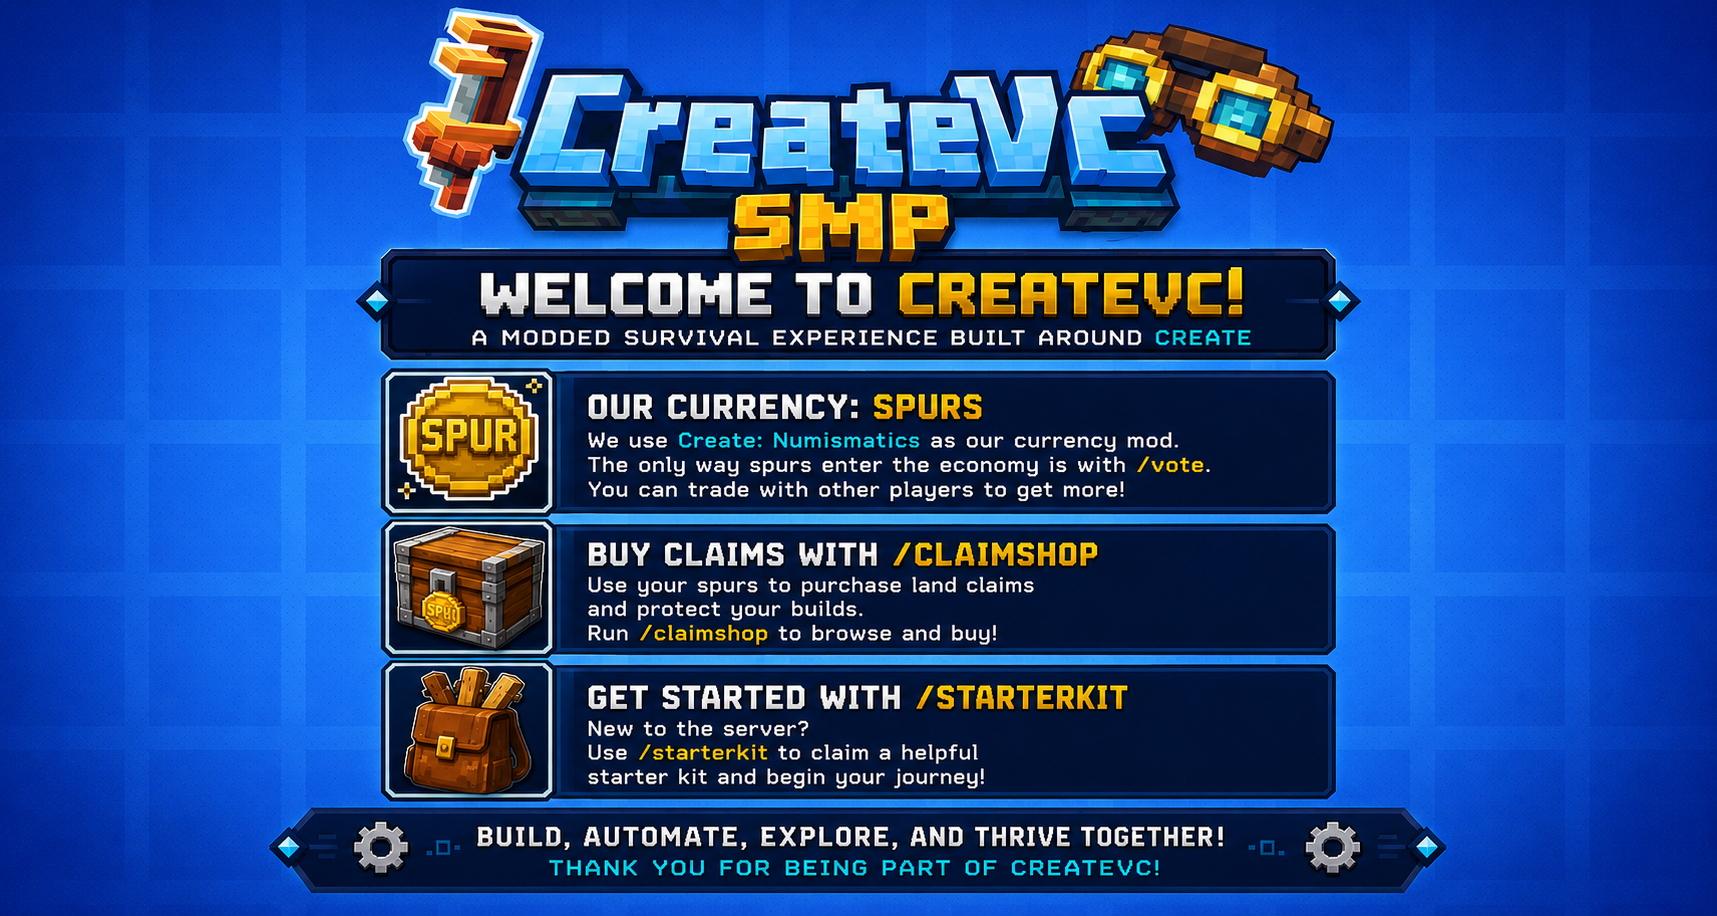 CreateVC
SMP
WELCOME TO CREATEVC!
A MODDED SURVIVAL EXPERIENCE BUILT AROUND CREATE
SPUR
OUR CURRENCY: SPURS
We use Create: Numismatics as our currency mod.
The only way spurs enter the economy is with /vote.
You can trade with other players to get more!
SPUR
BUY CLAIMS WITH /CLAIMSHOP
Use your spurs to purchase land claims
and protect your builds.
Run /claimshop to browse and buy!
GET STARTED WITH /STARTERKIT
New to the server?
Use /starterkit to claim a helpful
starter kit and begin your journey!
BUILD, AUTOMATE, EXPLORE, AND THRIVE TOGETHER!
THANK YOU FOR BEING PART OF CREATEVC!